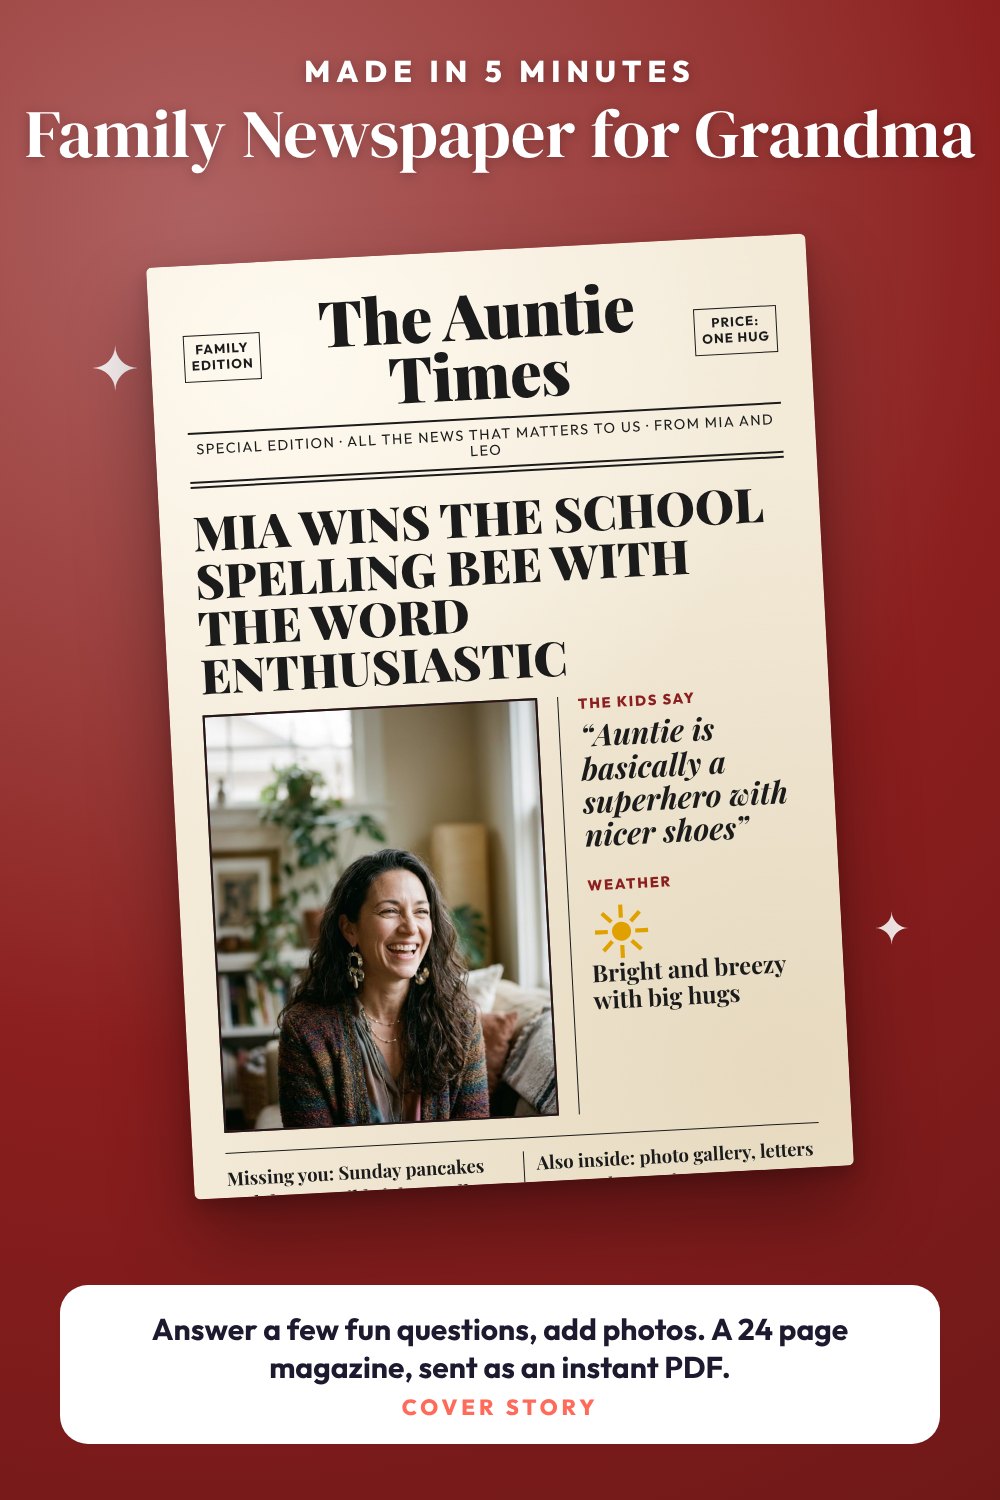 MADE IN 5 MINUTES
Family Newspaper for Grandma
FAMILY
EDITION
The Auntie
Times
PRICE:
ONE HUG
SPECIAL EDITION · ALL THE NEWS THAT MATTERS TO US · FROM MIA AND
LEO
MIA WINS THE SCHOOL
SPELLING BEE WITH
THE WORD
ENTHUSIASTIC
THE KIDS SAY
“Auntie is
basically a
superhero with
nicer shoes”
WEATHER
Bright and breezy
with big hugs
Missing you: Sunday pancakes
Also inside: photo gallery, letters
Answer a few fun questions, add photos. A 24 page
magazine, sent as an instant PDF.
COVER STORY